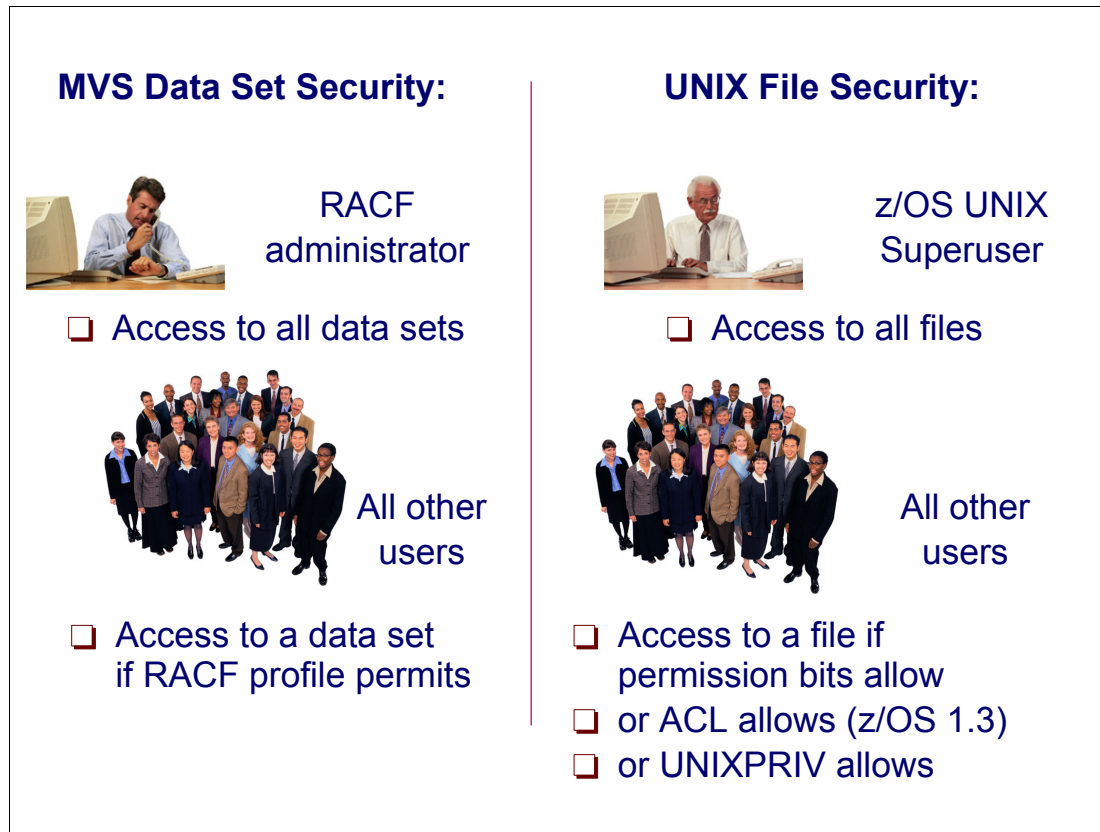 MVS Data Set Security:
RACF
administrator
❏ Access to all data sets
All other
users
❏ Access to a data set
if RACF profile permits
UNIX File Security:
z/OS UNIX
Superuser
❏ Access to all files
All other
users
❏ Access to a file if
permission bits allow
❏ or ACL allows (z/OS 1.3)
❏ or UNIXPRIV allows